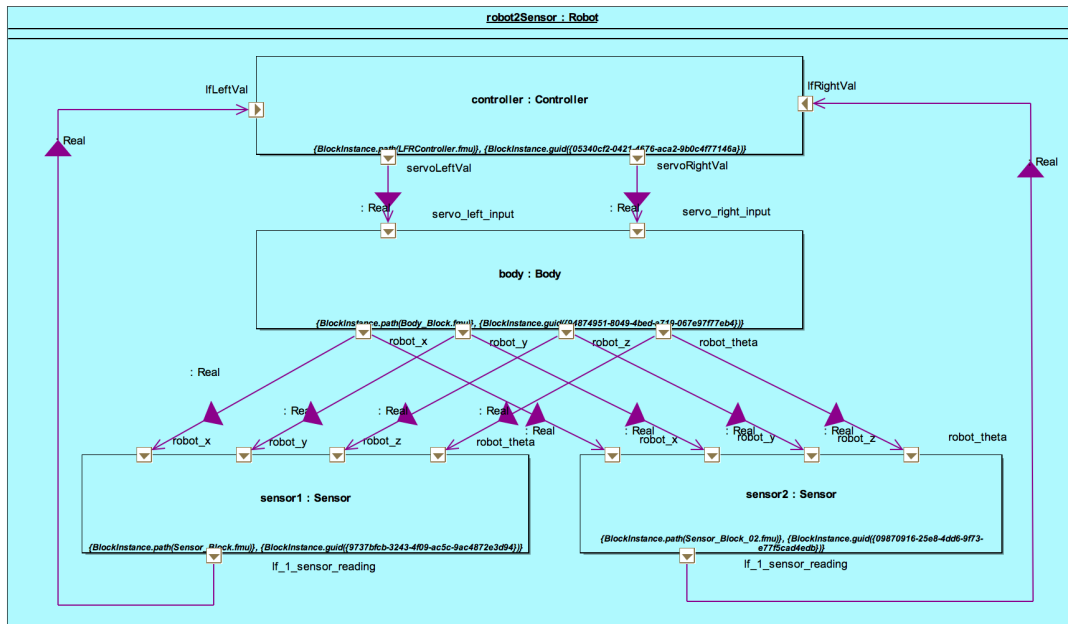 robot2Sensor : Robot
lfLeftVal
lfRightVal
controller : Controller
Real
Real
{BlockInstance.path(LFRController.fmu)}, {BlockInstance.guid({05340cf2-0421-4676-aca2-9b0c4f77146a})}
servoLeftVal
servoRightVal
: Real
: Real
servo_left_input
servo_right_input
body : Body
{BlockInstance.path(Body_Block.fmu)}, {BlockInstance.guid({94874951-8049-4bed-a719-067e97f77eb4})}
robot_x
robot_y
robot_z
robot_theta
: Real
: Real
: Real
: Real
: Real
: Real
: Real
: Real
robot_x
robot_y
robot_z
robot_theta
robot_x
robot_y
robot_z
robot_theta
sensor1 : Sensor
sensor2 : Sensor
{BlockInstance.path(Sensor_Block.fmu)}, {BlockInstance.guid({9737bfcb-3243-4f09-ac5c-9ac4872e3d94})}
{BlockInstance.path(Sensor_Block_02.fmu)}, {BlockInstance.guid({09870916-25e8-4dd6-9f73-
e77f5cad4edb})}
lf_1_sensor_reading
lf_1_sensor_reading